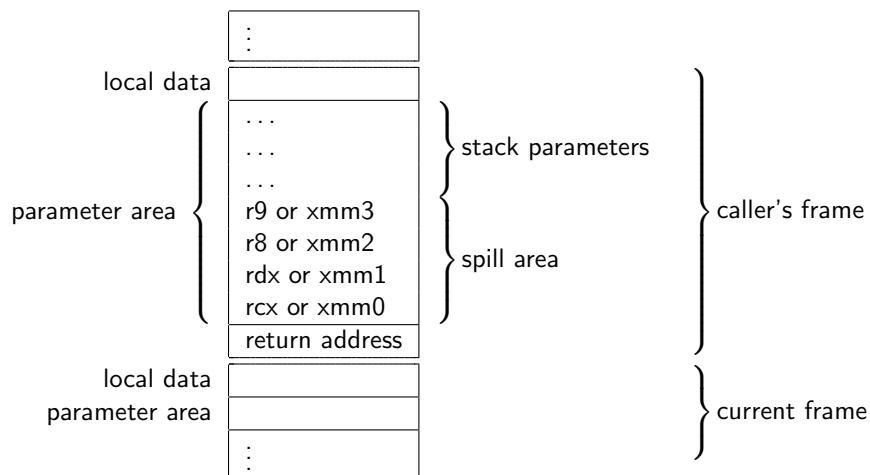 ⋮
local data
. . .
. . .
stack parameters
. . .
parameter area
r9 or xmm3
caller's frame
r8 or xmm2
spill area
rdx or xmm1
rcx or xmm0
return address
local data
parameter area
current frame
⋮